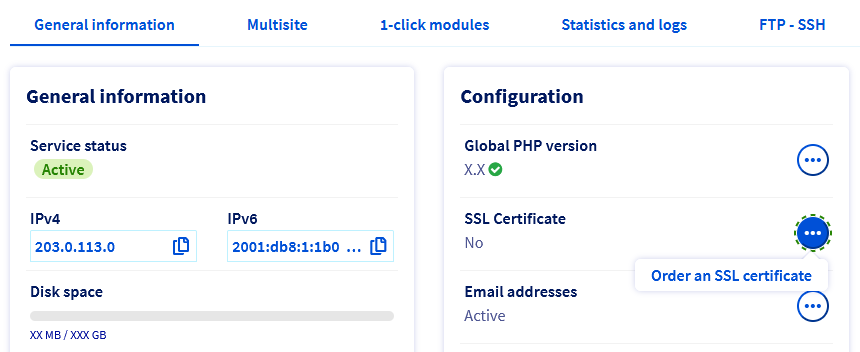 General information
Multisite
1-click modules
Statistics and logs
FTP - SSH
General information
Service status
Active
IPv4
IPv6
203.0.113.0
2001:db8:1:1b0 ...
Disk space
XX MB / XXX GB
Configuration
Global PHP version
X.X
SSL Certificate
No
Order an SSL certificate
Email addresses
Active